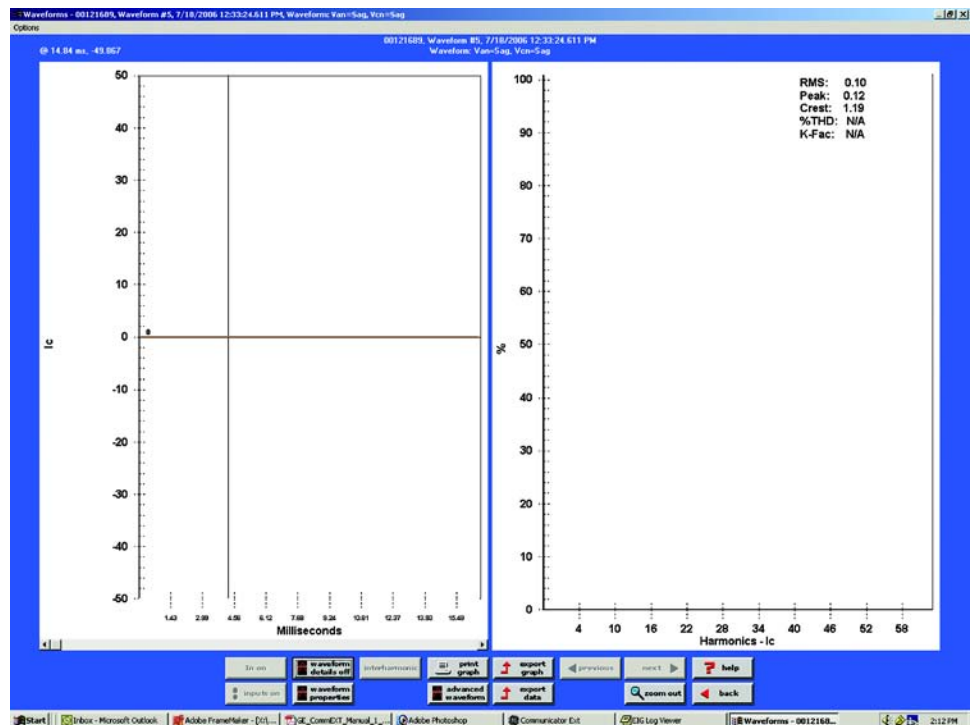 Waveforms - 00121689, Waveform #5, 7/18/2006 12:33:24.611 PM, Waveform: Van=Sag, Vcn=Sag
Options
00121689, Waveform #5, 7/18/2006 12:33:24.611 PM
@ 14.84 ms, -49.867
Waveform: Van=Sag, Vcn=Sag
50
40
30
20
10
0
-10
-20
-30
-40
-50
Ic
0
1.43 2.99 4.56 6.12 7.68 9.24 10.81 12.37 13.93 15.49
Milliseconds
100
90
80
70
60
50
40
30
20
10
0
%
RMS: 0.10
Peak: 0.12
Crest: 1.19
%THD: N/A
K-Fac: N/A
4 10 16 22 28 34 40 46 52 58
Harmonics - Ic
In on
waveform details off
interharmonic
print graph
export graph
previous
next
help
inputs on
waveform properties
advanced waveform
export data
zoom out
back
Start
Inbox - Microsoft Outlook
Adobe FrameMaker - [X:\...
GE_CommEXT_Manual_1_...
Adobe Photoshop
Communicator Ext
EIG Log Viewer
Waveforms - 0012168...
2:12 PM